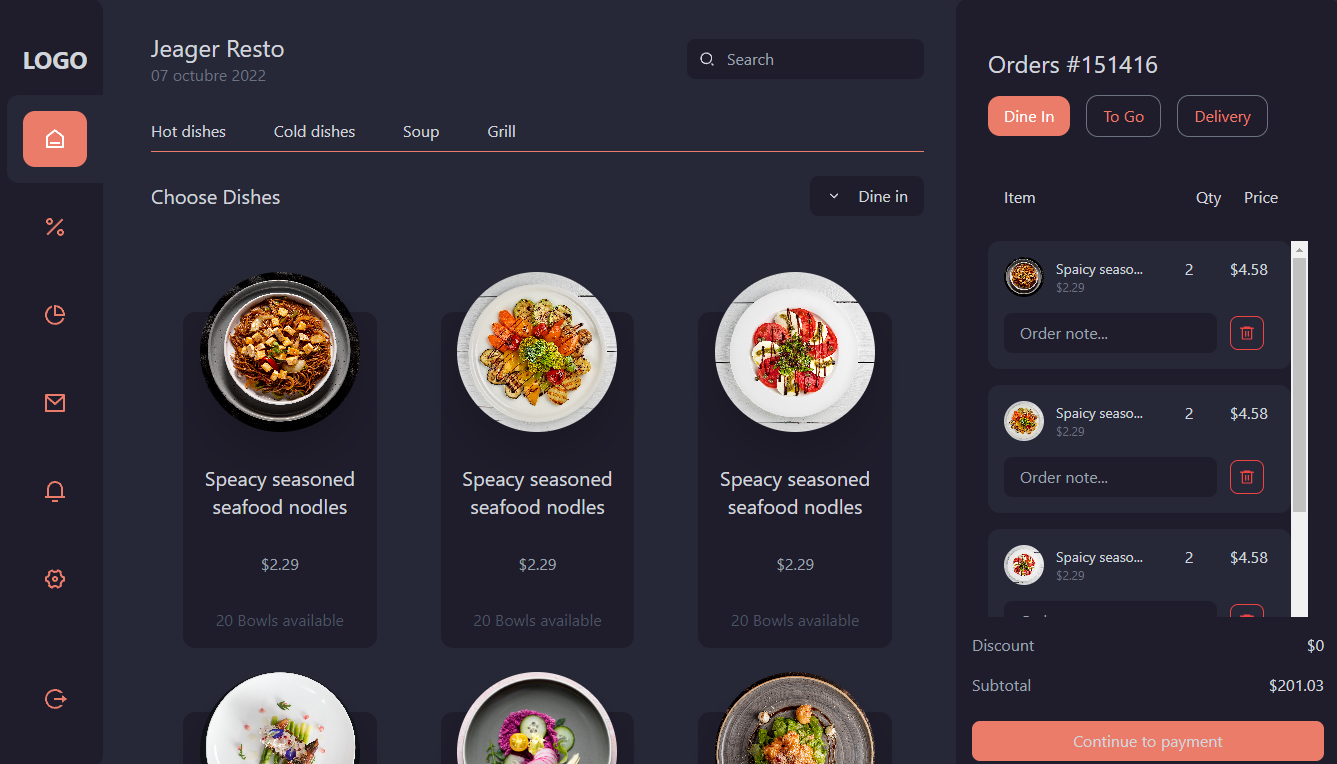 LOGO
Jeager Resto
07 octubre 2022
Search
Hot dishes Cold dishes Soup Grill
Choose Dishes
Dine in
Speacy seasoned
seafood nodles
$2.29
20 Bowls available
Speacy seasoned
seafood nodles
$2.29
20 Bowls available
Speacy seasoned
seafood nodles
$2.29
20 Bowls available
Orders #151416
Dine In To Go Delivery
Item Qty Price
Spaicy seaso... 2 $4.58
$2.29
Order note...
Spaicy seaso... 2 $4.58
$2.29
Order note...
Spaicy seaso... 2 $4.58
$2.29
Discount $0
Subtotal $201.03
Continue to payment